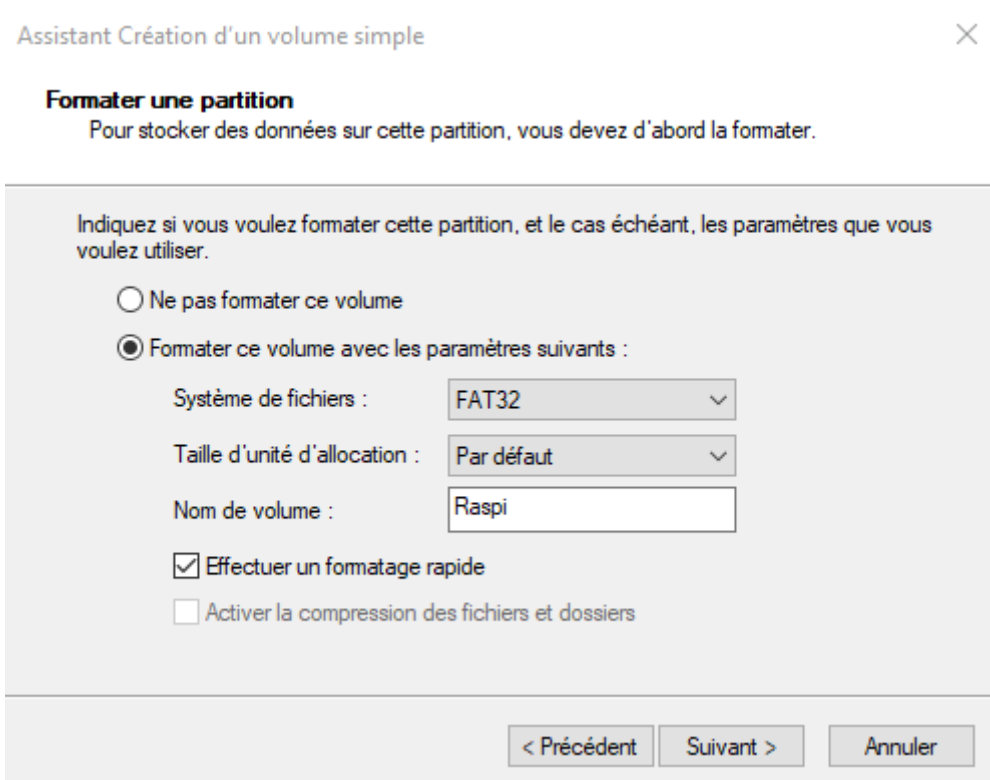 Assistant Création d'un volume simple
Formater une partition
Pour stocker des données sur cette partition, vous devez d'abord la formater.
Indiquez si vous voulez formater cette partition, et le cas échéant, les paramètres que vous
voulez utiliser.
Ne pas formater ce volume
Formater ce volume avec les paramètres suivants :
Système de fichiers : FAT32
Taille d'unité d'allocation : Par défaut
Nom de volume : Raspi
Effectuer un formatage rapide
Activer la compression des fichiers et dossiers
< Précédent Suivant > Annuler